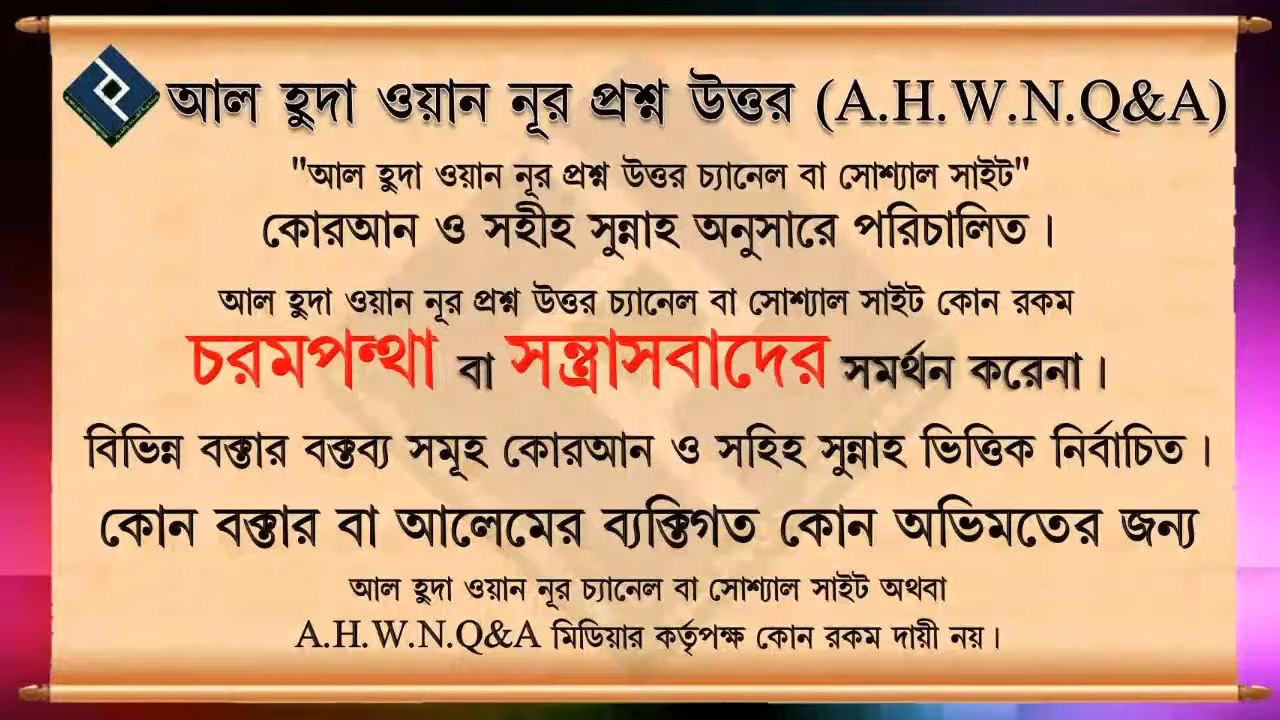 আল হুদা ওয়ান নূর প্রশ্ন উত্তর (A.H.W.N.Q&A)
"আল হুদা ওয়ান নূর প্রশ্ন উত্তর চ্যানেল বা সোশ্যাল সাইট"
কোরআন ও সহীহ সুন্নাহ অনুসারে পরিচালিত।
আল হুদা ওয়ান নূর প্রশ্ন উত্তর চ্যানেল বা সোশ্যাল সাইট কোন রকম
চরমপন্থা বা সন্ত্রাসবাদের সমর্থন করেনা।
বিভিন্ন বক্তার বক্তব্য সমূহ কোরআন ও সহিহ সুন্নাহ ভিত্তিক নির্বাচিত।
কোন বক্তার বা আলেমের ব্যক্তিগত কোন অভিমতের জন্য
আল হুদা ওয়ান নূর চ্যানেল বা সোশ্যাল সাইট অথবা
A.H.W.N.Q&A মিডিয়ার কর্তৃপক্ষ কোন রকম দায়ী নয়।